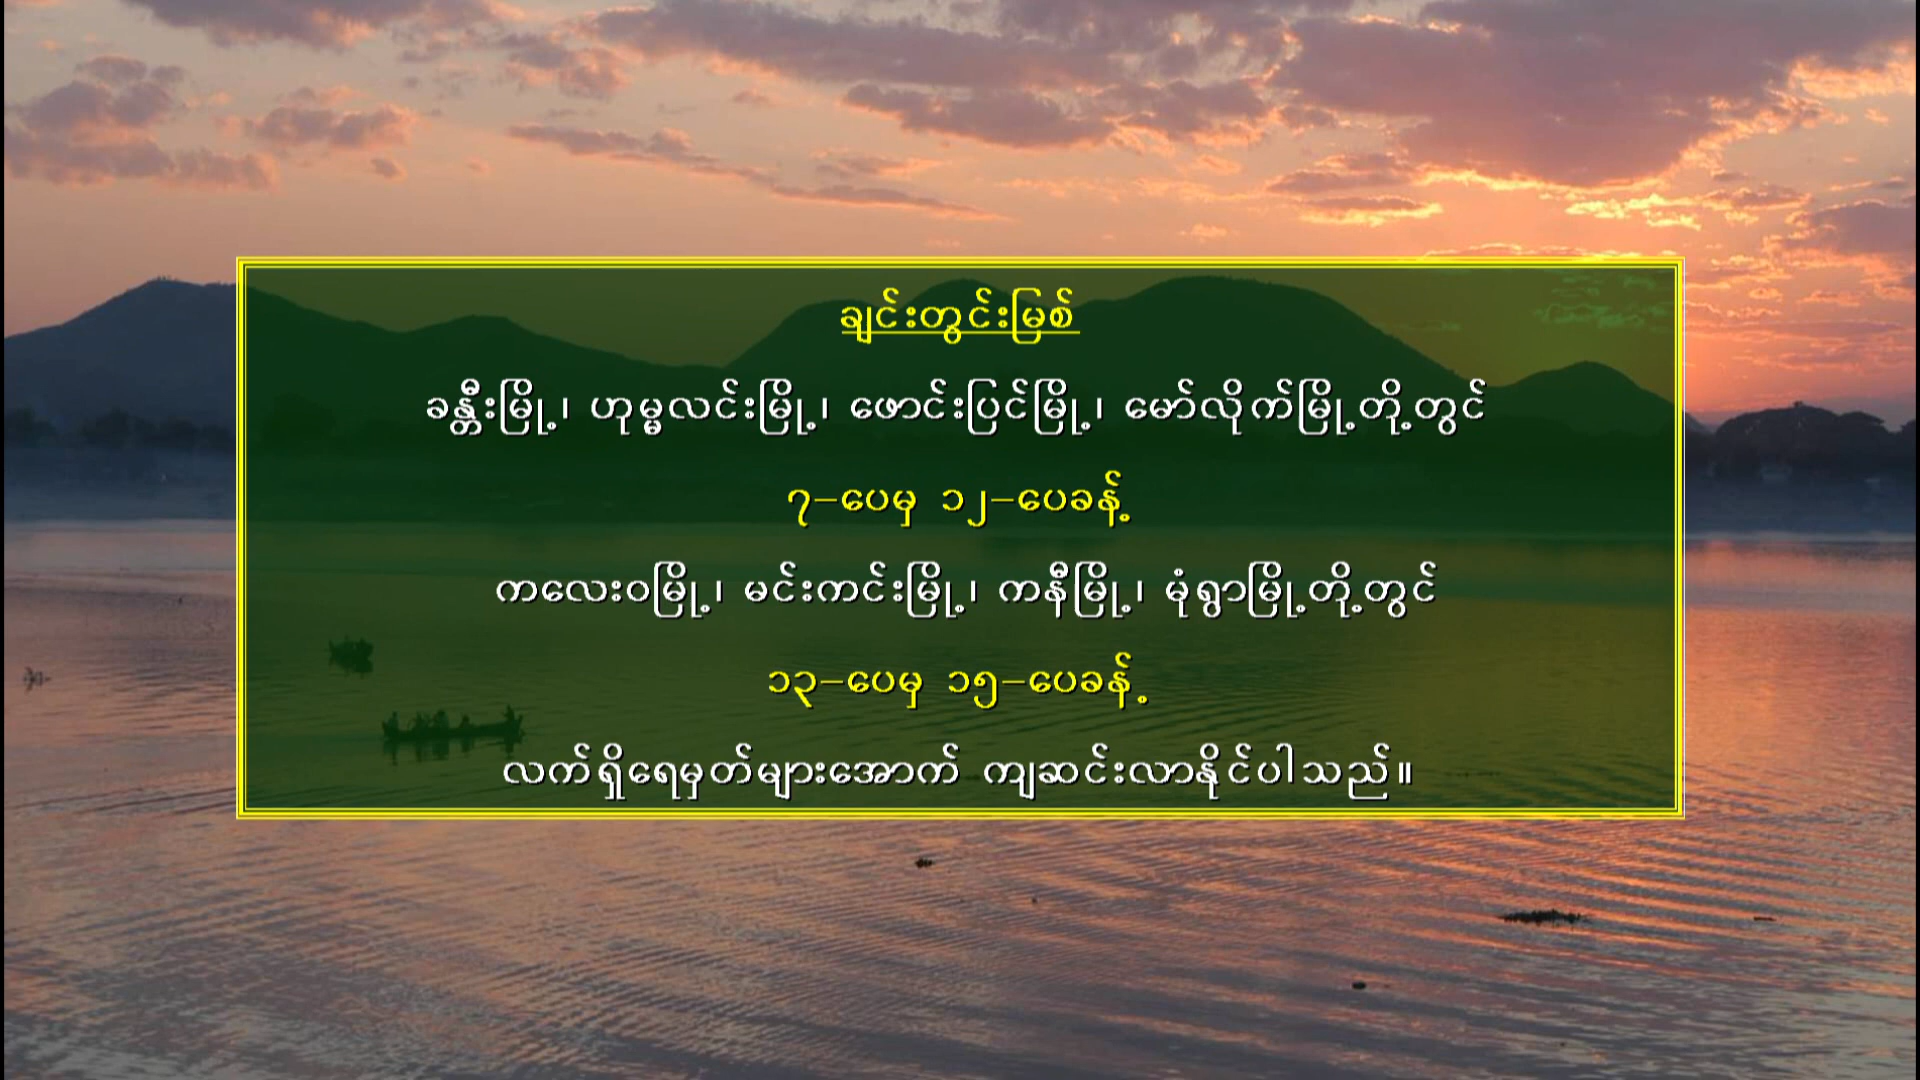 ချင်းတွင်းမြစ်
ခန္တီးမြို့၊ ဟုမ္မလင်းမြို့၊ ဖောင်းပြင်မြို့၊ မော်လိုက်မြို့တို့တွင်
၇–ပေမှ ၁၂–ပေခန့်
ကလေးဝမြို့၊ မင်းကင်းမြို့၊ ကနီမြို့၊ မုံရွာမြို့တို့တွင်
၁၃–ပေမှ ၁၅–ပေခန့်
လက်ရှိရေမှတ်များအောက် ကျဆင်းလာနိုင်ပါသည်။